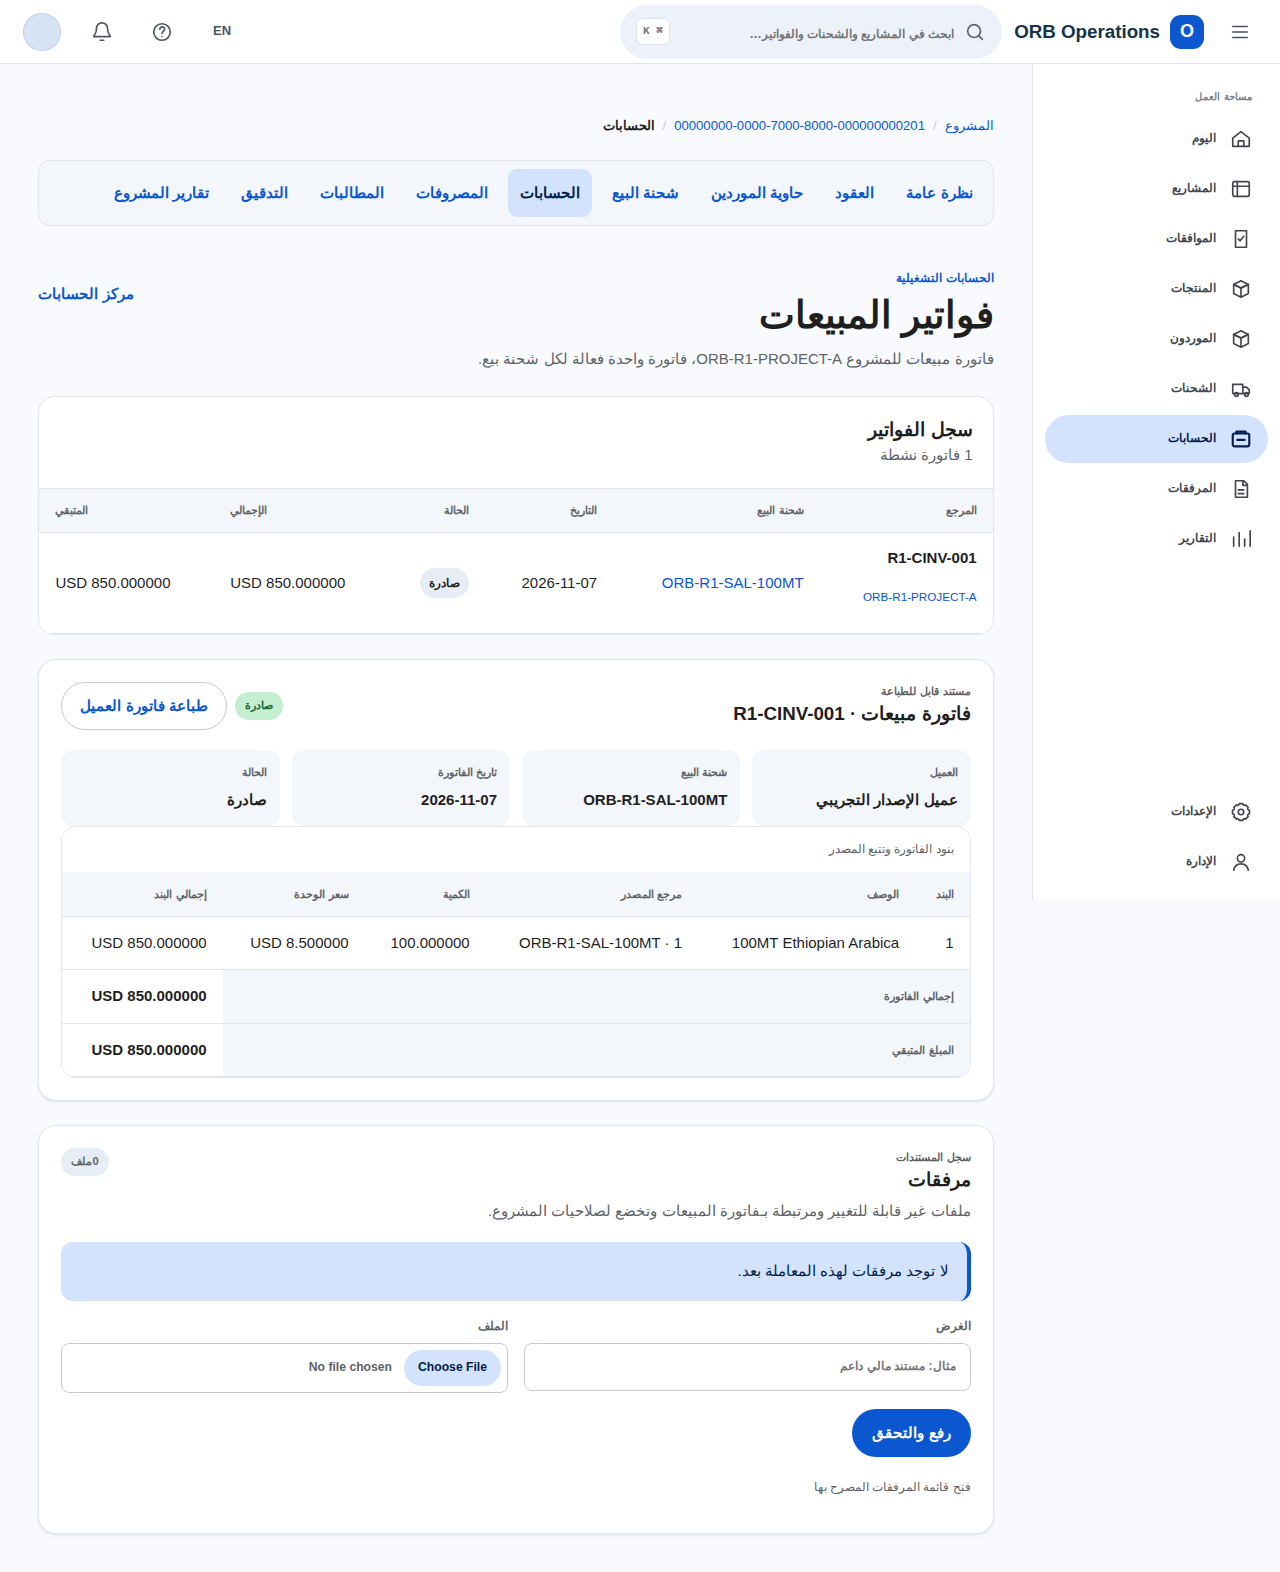 ORB Operations
O
ابحث في المشاريع والشحنات والفواتير...
⌘ K
EN
مساحة العمل
اليوم
المشاريع
الموافقات
المنتجات
الموردون
الشحنات
الحسابات
المرفقات
التقارير
الإعدادات
الإدارة
المشروع / 00000000-0000-7000-8000-000000000201 / الحسابات
نظرة عامة
العقود
حاوية الموردين
شحنة البيع
الحسابات
المصروفات
المطالبات
التدقيق
تقارير المشروع
الحسابات التشغيلية
فواتير المبيعات
مركز الحسابات
فاتورة مبيعات للمشروع ORB-R1-PROJECT-A، فاتورة واحدة فعالة لكل شحنة بيع.
سجل الفواتير
1 فاتورة نشطة
المرجع
شحنة البيع
التاريخ
الحالة
الإجمالي
المتبقي
R1-CINV-001
ORB-R1-PROJECT-A
ORB-R1-SAL-100MT
2026-11-07
صادرة
USD 850.000000
USD 850.000000
مستند قابل للطباعة
فاتورة مبيعات · R1-CINV-001
صادرة
طباعة فاتورة العميل
العميل
عميل الإصدار التجريبي
شحنة البيع
ORB-R1-SAL-100MT
تاريخ الفاتورة
2026-11-07
الحالة
صادرة
بنود الفاتورة وتتبع المصدر
البند
الوصف
مرجع المصدر
الكمية
سعر الوحدة
إجمالي البند
1
100MT Ethiopian Arabica
ORB-R1-SAL-100MT · 1
100.000000
USD 8.500000
USD 850.000000
إجمالي الفاتورة
USD 850.000000
المبلغ المتبقي
USD 850.000000
سجل المستندات
مرفقات
0ملف
ملفات غير قابلة للتغيير ومرتبطة بـفاتورة المبيعات وتخضع لصلاحيات المشروع.
لا توجد مرفقات لهذه المعاملة بعد.
الغرض
مثال: مستند مالي داعم
الملف
Choose File
No file chosen
رفع والتحقق
فتح قائمة المرفقات المصرح بها